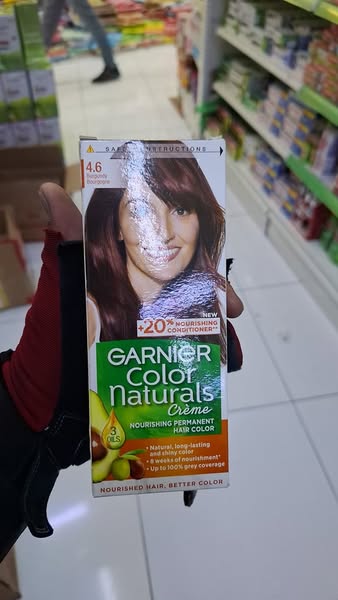 SAFETY INSTRUCTIONS
4.6
Burgundy
Bourgogne
NEW
+20% NOURISHING
CONDITIONER**
GARNIER
Color
Naturals
Crème
NOURISHING PERMANENT
HAIR COLOR
3
OILS
• Natural, long-lasting
and shiny color
• 8 weeks of nourishment*
• Up to 100% grey coverage
NOURISHED HAIR, BETTER COLOR